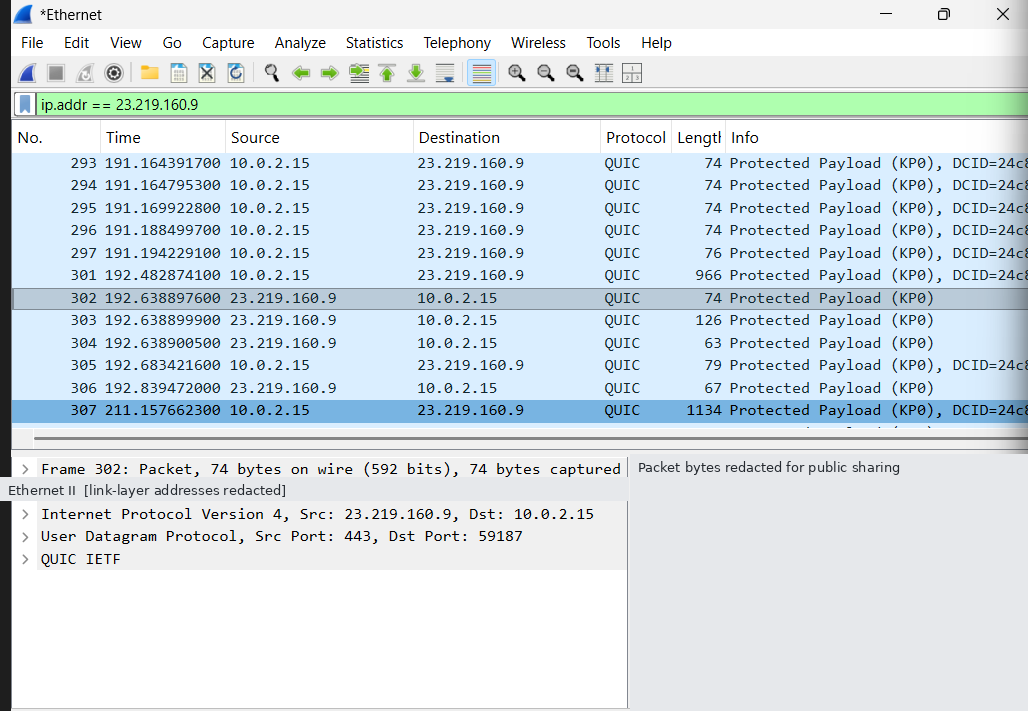 *Ethernet
File Edit View Go Capture Analyze Statistics Telephony Wireless Tools Help
ip.addr == 23.219.160.9
No. Time Source Destination Protocol Lengt Info
293 191.164391700 10.0.2.15 23.219.160.9 QUIC 74 Protected Payload (KP0), DCID=24c8
294 191.164795300 10.0.2.15 23.219.160.9 QUIC 74 Protected Payload (KP0), DCID=24c8
295 191.169922800 10.0.2.15 23.219.160.9 QUIC 74 Protected Payload (KP0), DCID=24c8
296 191.188499700 10.0.2.15 23.219.160.9 QUIC 74 Protected Payload (KP0), DCID=24c8
297 191.194229100 10.0.2.15 23.219.160.9 QUIC 76 Protected Payload (KP0), DCID=24c8
301 192.482874100 10.0.2.15 23.219.160.9 QUIC 966 Protected Payload (KP0), DCID=24c8
302 192.638897600 23.219.160.9 10.0.2.15 QUIC 74 Protected Payload (KP0)
303 192.638899900 23.219.160.9 10.0.2.15 QUIC 126 Protected Payload (KP0)
304 192.638900500 23.219.160.9 10.0.2.15 QUIC 63 Protected Payload (KP0)
305 192.683421600 10.0.2.15 23.219.160.9 QUIC 79 Protected Payload (KP0), DCID=24c8
306 192.839472000 23.219.160.9 10.0.2.15 QUIC 67 Protected Payload (KP0)
307 211.157662300 10.0.2.15 23.219.160.9 QUIC 1134 Protected Payload (KP0), DCID=24c8
Frame 302: Packet, 74 bytes on wire (592 bits), 74 bytes captured
Packet bytes redacted for public sharing
Ethernet II [link-layer addresses redacted]
Internet Protocol Version 4, Src: 23.219.160.9, Dst: 10.0.2.15
User Datagram Protocol, Src Port: 443, Dst Port: 59187
QUIC IETF